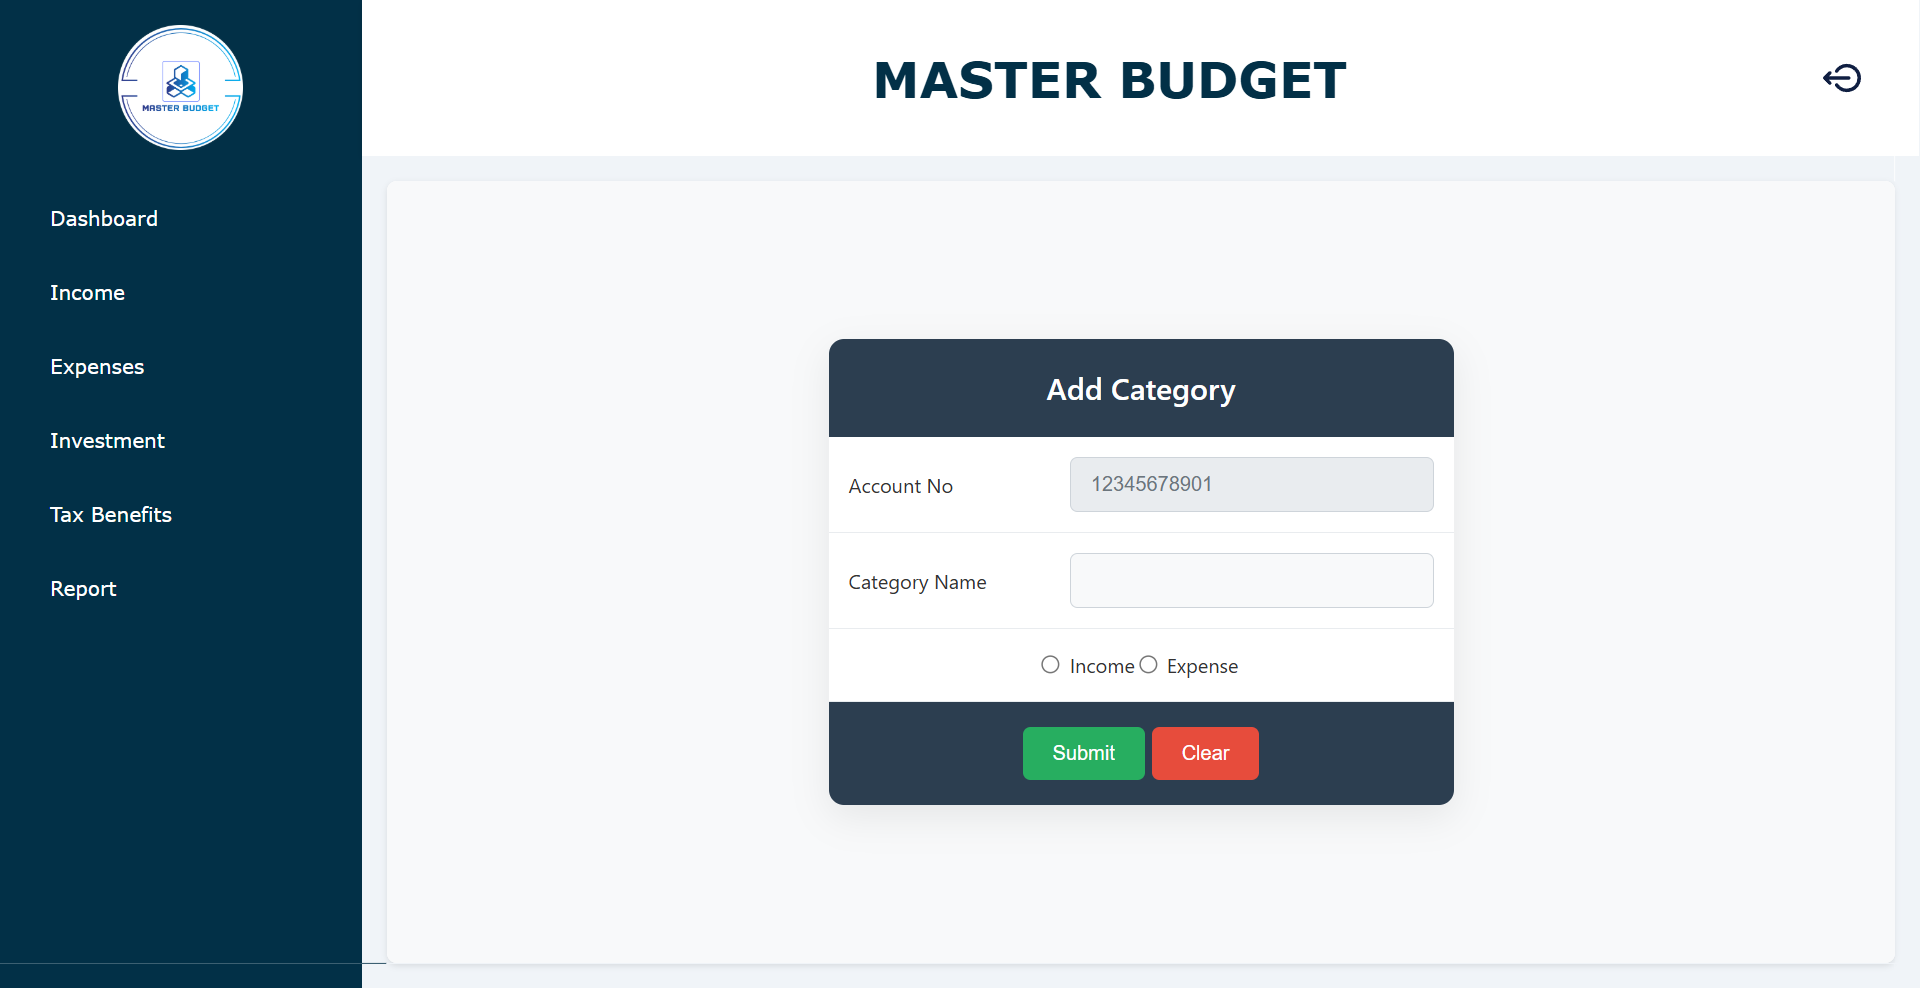 MASTER BUDGET
MASTER BUDGET
Dashboard
Income
Expenses
Investment
Tax Benefits
Report
Add Category
Account No 12345678901
Category Name
Income Expense
Submit Clear